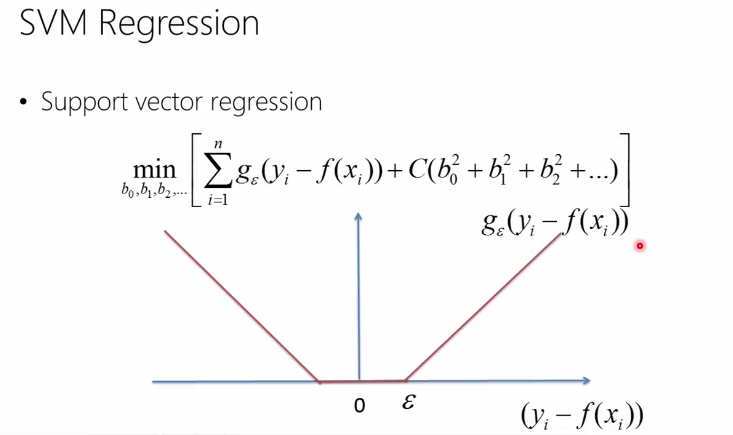 SVM Regression
• Support vector regression
min_{b_0,b_1,b_2,...} [ \sum_{i=1}^{n} g_ε(y_i − f(x_i)) + C(b_0^2 + b_1^2 + b_2^2 + ...) ]
g_ε(y_i − f(x_i))
0 ε
(y_i − f(x_i))